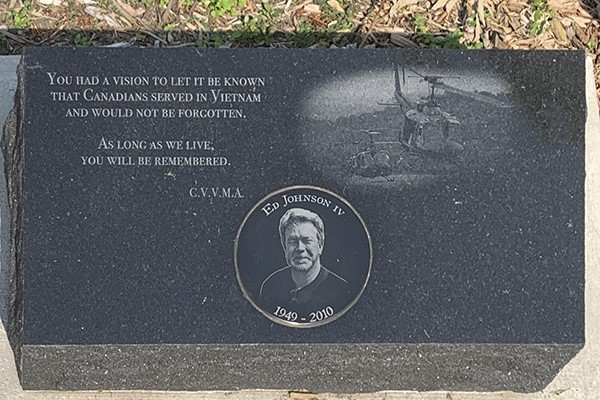 You had a vision to let it be known
that Canadians served in Vietnam
and would not be forgotten.
As long as we live,
you will be remembered.
C.V.V.M.A.
Ed Johnson IV
1949 - 2010